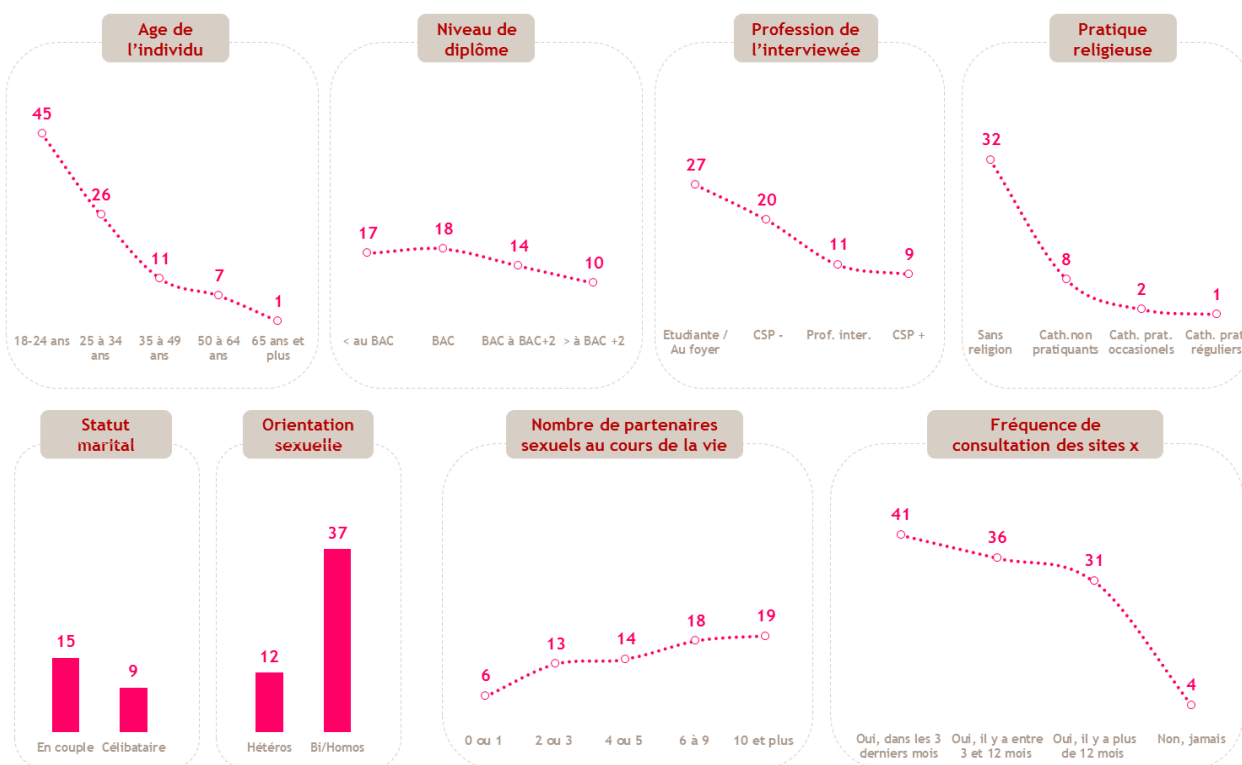 Age de
l'individu
45
26
11
7
1
18-24 ans
25 à 34
ans
35 à 49
ans
50 à 64
ans
65 ans et
plus
Niveau de
diplôme
17
18
14
10
< au BAC
BAC
BAC à BAC+2
> à BAC +2
Profession de
l'interviewée
27
20
11
9
Etudiante /
Au foyer
CSP -
Prof. inter.
CSP +
Pratique
religieuse
32
8
2
1
Sans
religion
Cath.non
pratiquants
Cath. prat.
occasionels
Cath. prat
réguliers
Statut
marital
15
9
En couple
Célibataire
Orientation
sexuelle
12
37
Hétéros
Bi/Homos
Nombre de partenaires
sexuels au cours de la vie
6
13
14
18
19
0 ou 1
2 ou 3
4 ou 5
6 à 9
10 et plus
Fréquence de
consultation des sites x
41
36
31
4
Oui, dans les 3
derniers mois
Oui, il y a entre
3 et 12 mois
Oui, il y a plus
de 12 mois
Non, jamais